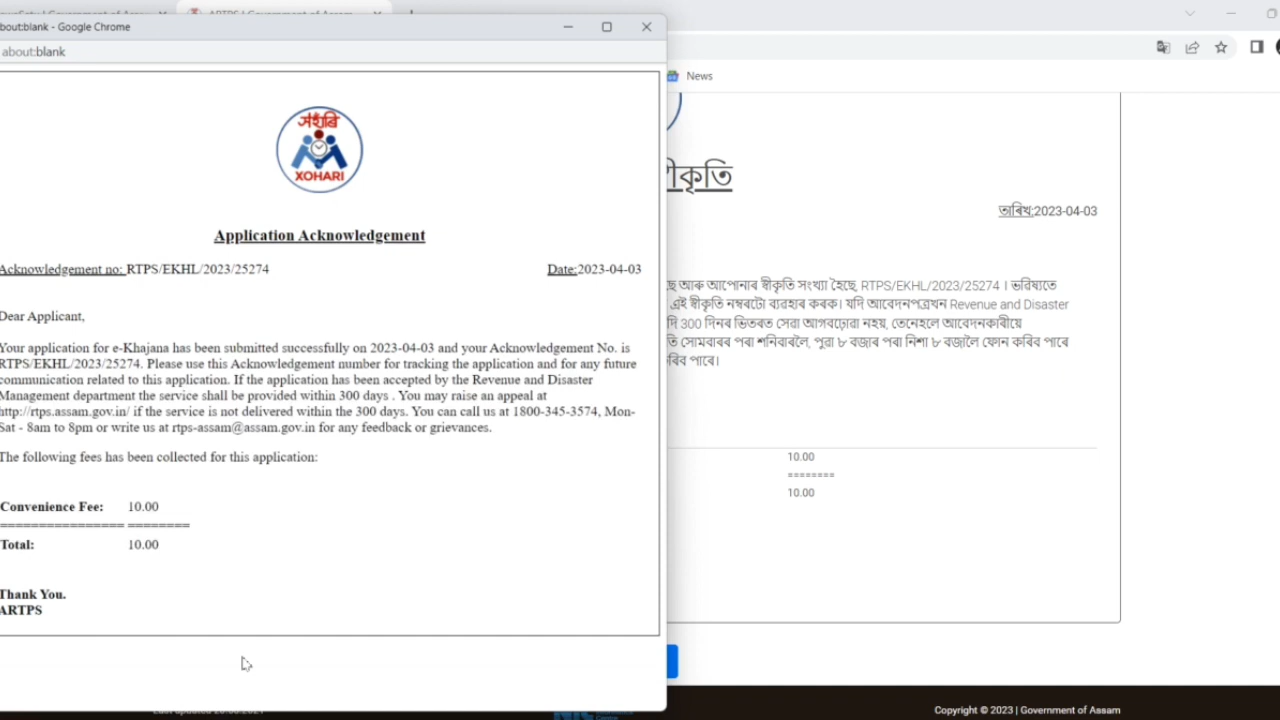 about:blank - Google Chrome
about:blank
সঁহাৰি
XOHARI
Application Acknowledgement
Acknowledgement no: RTPS/EKHL/2023/25274 Date:2023-04-03
Dear Applicant,
Your application for e-Khajana has been submitted successfully on 2023-04-03 and your Acknowledgement No. is
RTPS/EKHL/2023/25274. Please use this Acknowledgement number for tracking the application and for any future
communication related to this application. If the application has been accepted by the Revenue and Disaster
Management department the service shall be provided within 300 days . You may raise an appeal at
http://rtps.assam.gov.in/ if the service is not delivered within the 300 days. You can call us at 1800-345-3574, Mon-
Sat - 8am to 8pm or write us at rtps-assam@assam.gov.in for any feedback or grievances.
The following fees has been collected for this application:
Convenience Fee: 10.00
================ ========
Total: 10.00
Thank You.
ARTPS
News
তাৰিখ:2023-04-03
আৰু আপোনাৰ স্বীকৃতি সংখ্যা হৈছে, RTPS/EKHL/2023/25274 । ভৱিষ্যতে
এই স্বীকৃতি নম্বৰটো ব্যৱহাৰ কৰক। যদি আবেদনপত্ৰখন Revenue and Disaster
300 দিনৰ ভিতৰত সেৱা আগবঢ়োৱা নহয়, তেনেহলে আবেদনকাৰীয়ে
সোমবাৰৰ পৰা শনিবাৰলৈ, পুৱা ৮ বজাৰ পৰা নিশা ৮ বজালৈ ফোন কৰিব পাৰে
পাৰে।
10.00
========
10.00
Copyright © 2023 | Government of Assam